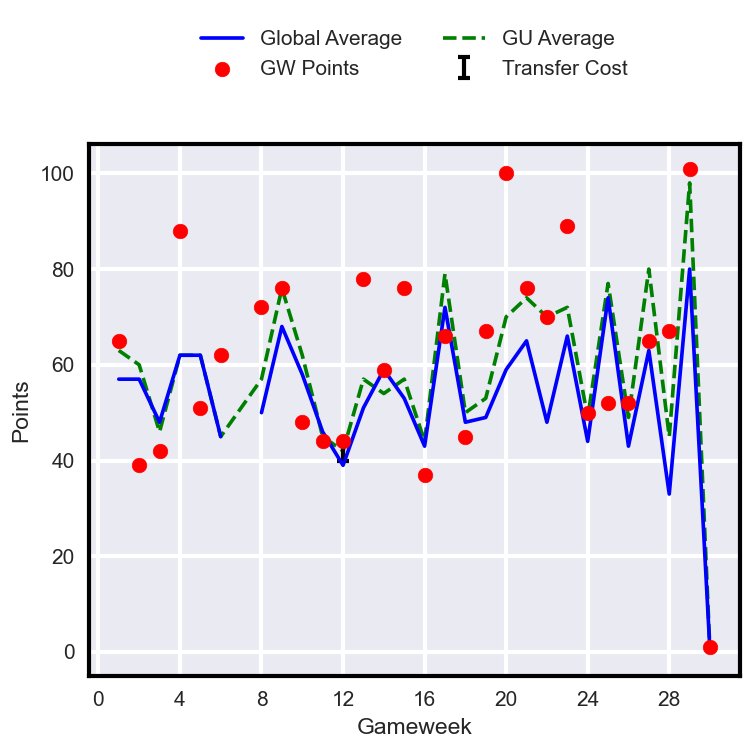 Global Average
GU Average
GW Points
Transfer Cost
100
80
60
40
20
0
Points
0 4 8 12 16 20 24 28
Gameweek